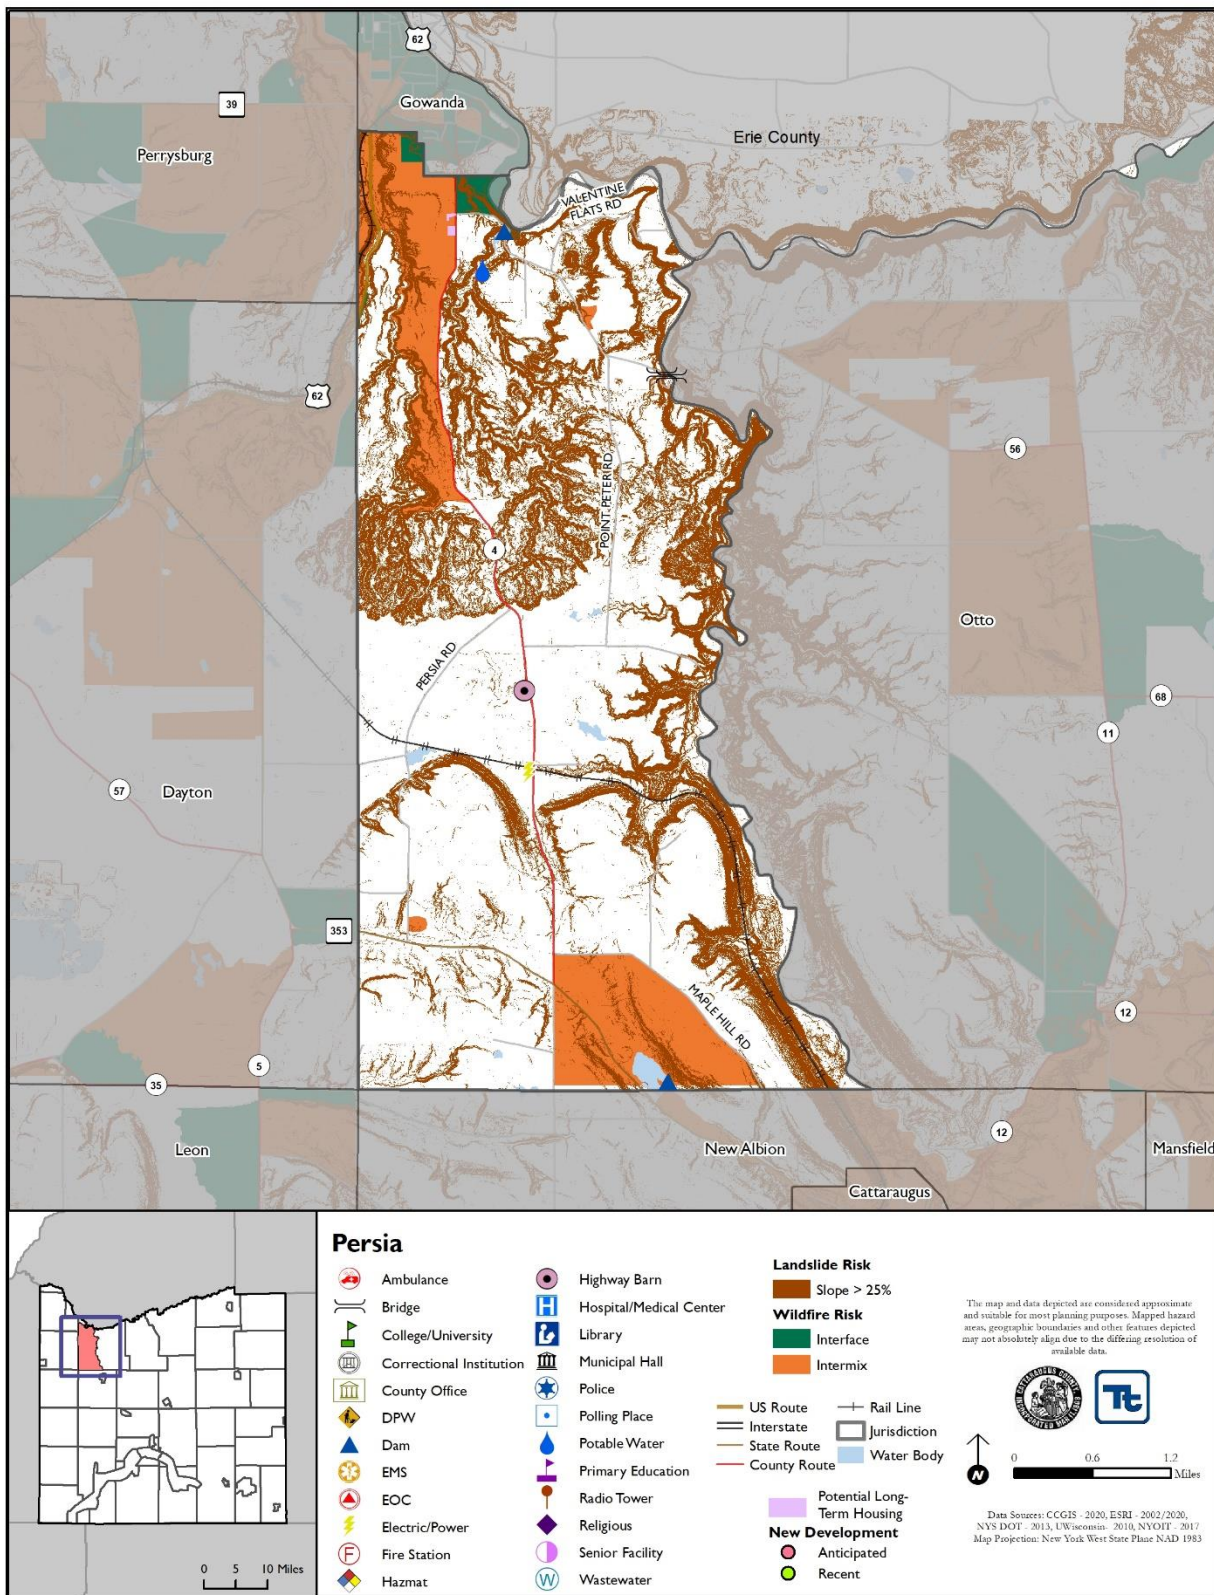 62
Gowanda
39
Erie County
Perrysburg
VALENTINE
FLATS RD
62
56
POINT PETER RD
4
Otto
PERSIA RD
68
11
57
Dayton
353
MAPLE HILL RD
12
5
35
12
Leon
New Albion
Mansfield
Cattaraugus
Persia
Ambulance
Bridge
College/University
Correctional Institution
County Office
DPW
Dam
EMS
EOC
Electric/Power
F
Fire Station
Hazmat
Highway Barn
H
Hospital/Medical Center
Library
Municipal Hall
Police
Polling Place
Potable Water
Primary Education
Radio Tower
Religious
Senior Facility
W
Wastewater
Landslide Risk
Slope > 25%
Wildfire Risk
Interface
Intermix
US Route
Interstate
State Route
County Route
Rail Line
Jurisdiction
Water Body
Potential Long-
Term Housing
New Development
Anticipated
Recent
The map and data depicted are considered approximate
and suitable for most planning purposes. Mapped hazard
areas, geographic boundaries and other features depicted
may not absolutely align due to the differing resolution of
available data.
Tt
N
0 0.6 1.2
Miles
Data Sources: CCGIS - 2020, ESRI - 2002/2020,
NYS DOT - 2013, UWisconsin- 2010, NYOIT - 2017
Map Projection: New York West State Plane NAD 1983
0 5 10 Miles